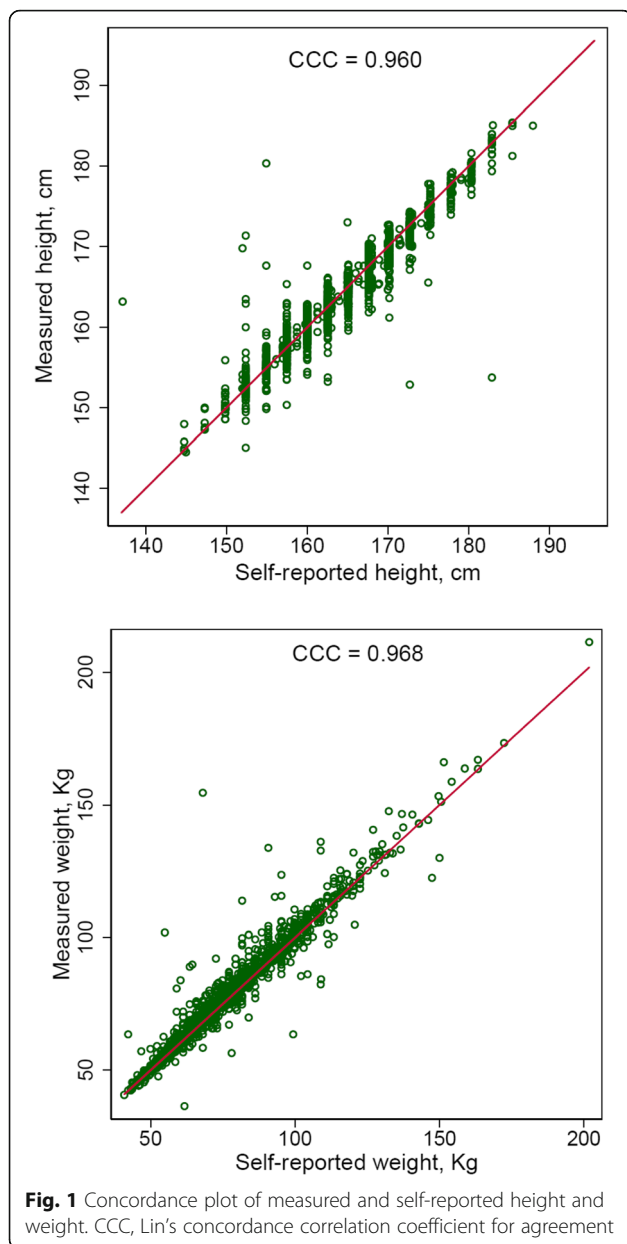 CCC = 0.960
Measured height, cm
190
180
170
160
150
140
140 150 160 170 180 190
Self-reported height, cm
CCC = 0.968
Measured weight, Kg
200
150
100
50
50 100 150 200
Self-reported weight, Kg
Fig. 1 Concordance plot of measured and self-reported height and
weight. CCC, Lin's concordance correlation coefficient for agreement